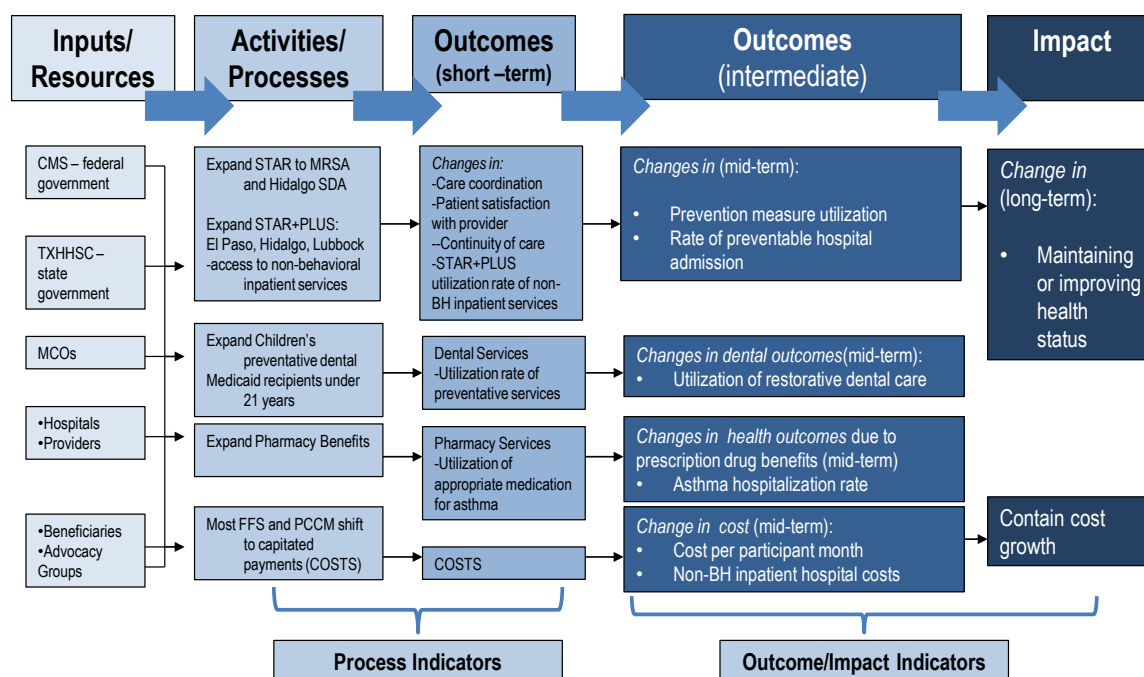 Inputs/
Resources
Activities/
Processes
Outcomes
(short –term)
Outcomes
(intermediate)
Impact
CMS – federal
government
TXHHSC –
state
government
MCOs
•Hospitals
•Providers
•Beneficiaries
•Advocacy
Groups
Expand STAR to MRSA
and Hidalgo SDA
Expand STAR+PLUS:
El Paso, Hidalgo, Lubbock
-access to non-behavioral
inpatient services
Expand Children's
preventative dental
Medicaid recipients under
21 years
Expand Pharmacy Benefits
Most FFS and PCCM shift
to capitated
payments (COSTS)
Changes in:
-Care coordination
-Patient satisfaction
with provider
--Continuity of care
-STAR+PLUS
utilization rate of non-
BH inpatient services
Dental Services
-Utilization rate of
preventative services
Pharmacy Services
-Utilization of
appropriate medication
for asthma
COSTS
Changes in (mid-term):
• Prevention measure utilization
• Rate of preventable hospital
admission
Changes in dental outcomes(mid-term):
• Utilization of restorative dental care
Changes in health outcomes due to
prescription drug benefits (mid-term)
• Asthma hospitalization rate
Change in cost (mid-term):
• Cost per participant month
• Non-BH inpatient hospital costs
Change in
(long-term):
• Maintaining
or improving
health
status
Contain cost
growth
Process Indicators
Outcome/Impact Indicators